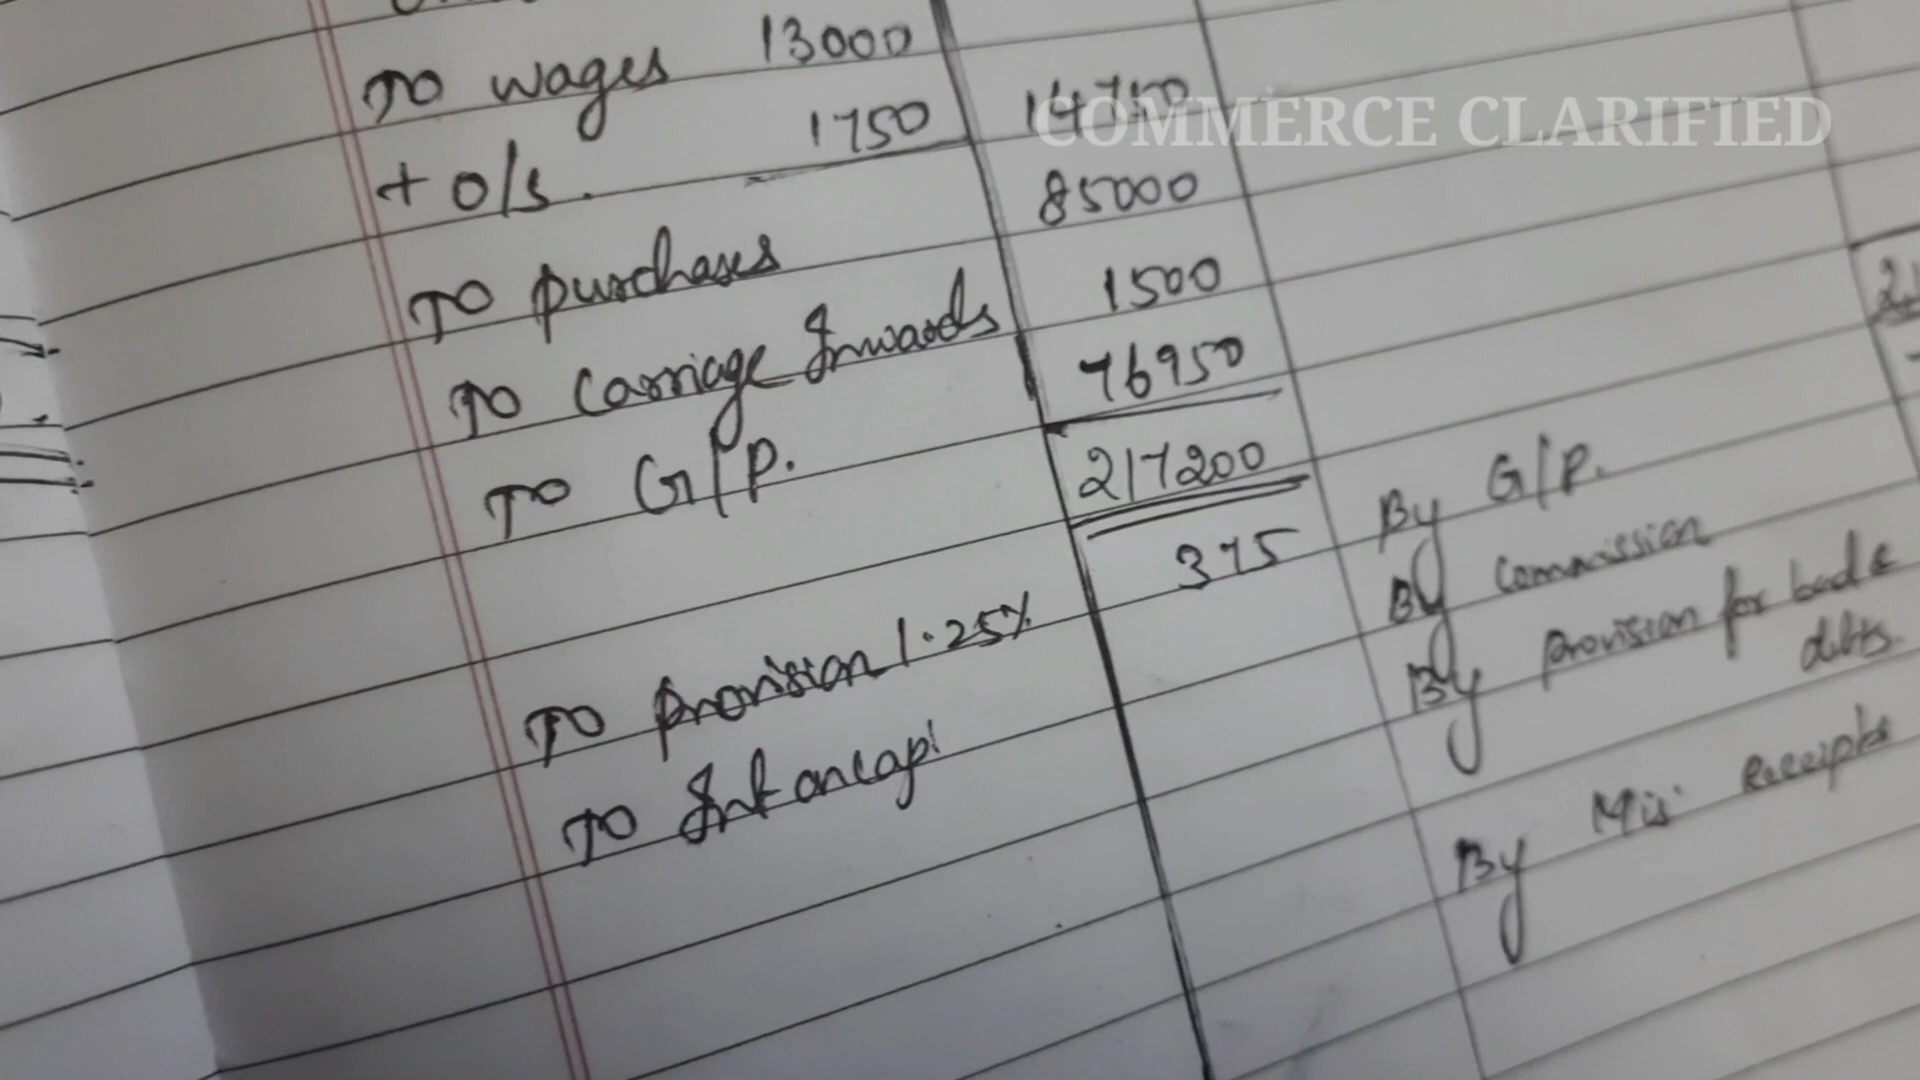 To wages 13000
+ O/s. 1750 14750
COMMERCE CLARIFIED
To purchases 85000
To Carriage Inwards 1500
To G/P. 76950
217200
By G/P.
375
By Commission
To provision 1.25%
By provision for bad &
debts
To Int on cap
By Mis Receipts